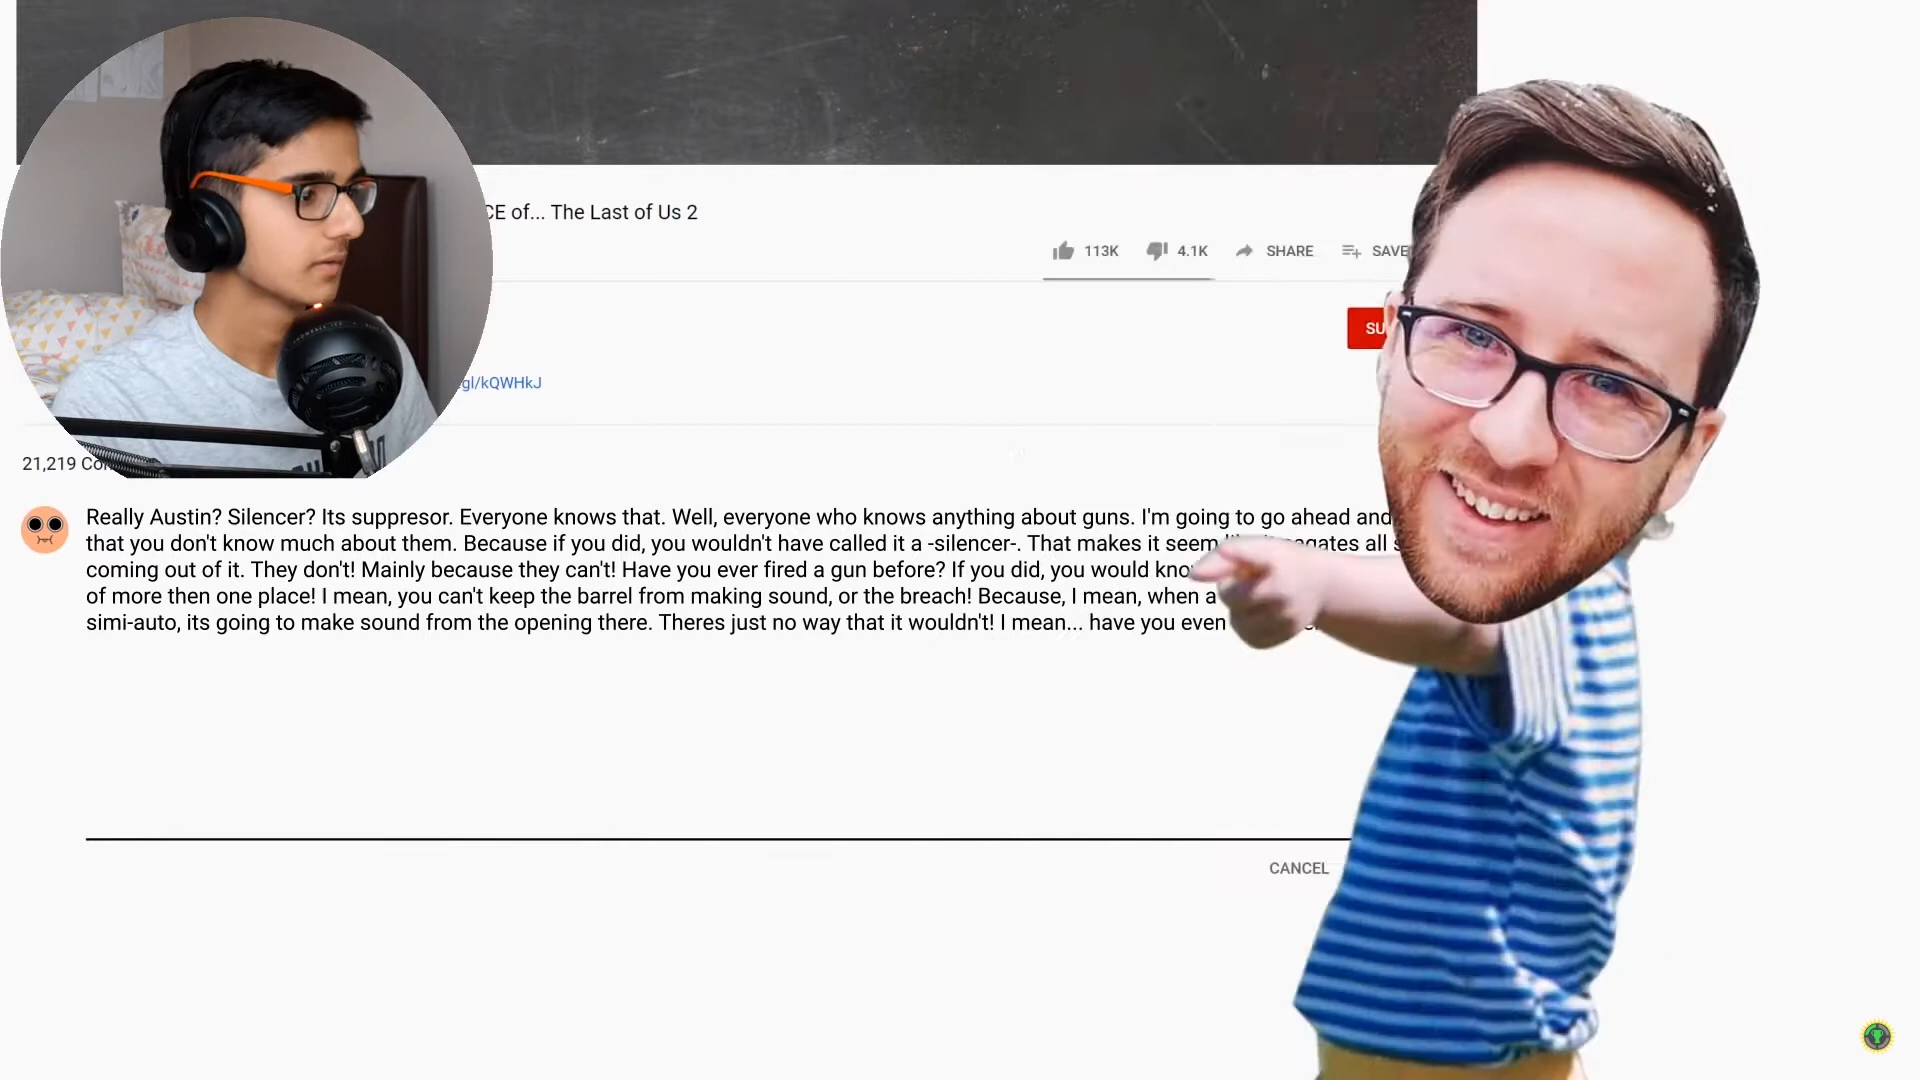 CE of... The Last of Us 2
113K 4.1K SHARE SAVE
SU
gl/kQWHkJ
21,219 Co
Really Austin? Silencer? Its suppresor. Everyone knows that. Well, everyone who knows anything about guns. I'm going to go ahead and
that you don't know much about them. Because if you did, you wouldn't have called it a -silencer-. That makes it seem all
coming out of it. They don't! Mainly because they can't! Have you ever fired a gun before? If you did, you would kno
of more then one place! I mean, you can't keep the barrel from making sound, or the breach! Because, I mean, when a
simi-auto, its going to make sound from the opening there. Theres just no way that it wouldn't! I mean... have you even
CANCEL